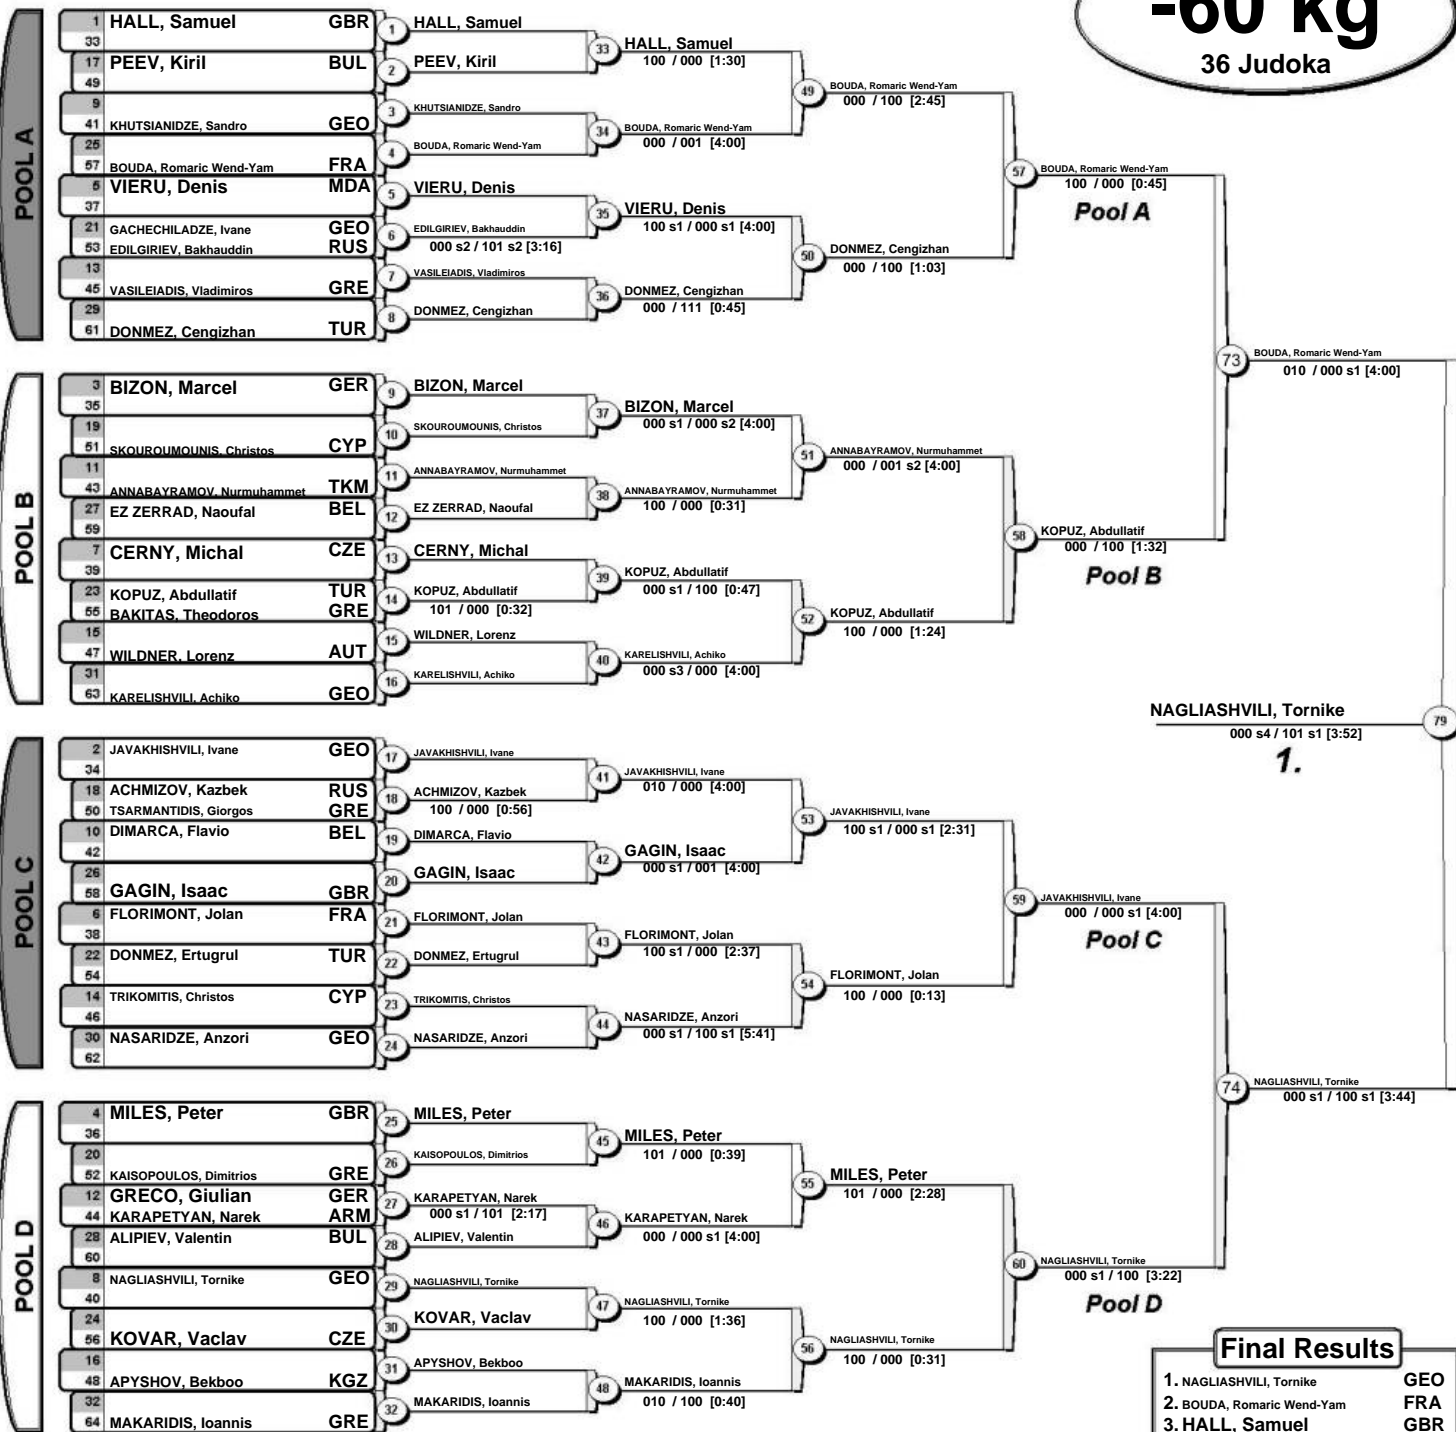 -60 kg
36 Judoka
POOL A
1 HALL, Samuel GBR
33
17 PEEV, Kiril BUL
49
9
41 KHUTSIANIDZE, Sandro GEO
25
57 BOUDA, Romaric Wend-Yam FRA
5 VIERU, Denis MDA
37
21 GACHECHILADZE, Ivane GEO
53 EDILGIRIEV, Bakhauddin RUS
13
45 VASILEIADIS, Vladimiros GRE
29
61 DONMEZ, Cengizhan TUR
1 HALL, Samuel
2 PEEV, Kiril
3 KHUTSIANIDZE, Sandro
4 BOUDA, Romaric Wend-Yam
5 VIERU, Denis
6 EDILGIRIEV, Bakhauddin
000 s2 / 101 s2 [3:16]
7 VASILEIADIS, Vladimiros
8 DONMEZ, Cengizhan
33 HALL, Samuel
100 / 000 [1:30]
34 BOUDA, Romaric Wend-Yam
000 / 001 [4:00]
35 VIERU, Denis
100 s1 / 000 s1 [4:00]
36 DONMEZ, Cengizhan
000 / 111 [0:45]
49 BOUDA, Romaric Wend-Yam
000 / 100 [2:45]
50 DONMEZ, Cengizhan
000 / 100 [1:03]
57 BOUDA, Romaric Wend-Yam
100 / 000 [0:45]
Pool A
POOL B
3 BIZON, Marcel GER
35
19
51 SKOUROUMOUNIS, Christos CYP
11
43 ANNABAYRAMOV, Nurmuhammet TKM
27 EZ ZERRAD, Naoufal BEL
59
7 CERNY, Michal CZE
39
23 KOPUZ, Abdullatif TUR
55 BAKITAS, Theodoros GRE
15
47 WILDNER, Lorenz AUT
31
63 KARELISHVILI, Achiko GEO
9 BIZON, Marcel
10 SKOUROUMOUNIS, Christos
11 ANNABAYRAMOV, Nurmuhammet
12 EZ ZERRAD, Naoufal
13 CERNY, Michal
14 KOPUZ, Abdullatif
101 / 000 [0:32]
15 WILDNER, Lorenz
16 KARELISHVILI, Achiko
37 BIZON, Marcel
000 s1 / 000 s2 [4:00]
38 ANNABAYRAMOV, Nurmuhammet
100 / 000 [0:31]
39 KOPUZ, Abdullatif
000 s1 / 100 [0:47]
40 KARELISHVILI, Achiko
000 s3 / 000 [4:00]
51 ANNABAYRAMOV, Nurmuhammet
000 / 001 s2 [4:00]
52 KOPUZ, Abdullatif
100 / 000 [1:24]
58 KOPUZ, Abdullatif
000 / 100 [1:32]
Pool B
73 BOUDA, Romaric Wend-Yam
010 / 000 s1 [4:00]
NAGLIASHVILI, Tornike 79
000 s4 / 101 s1 [3:52]
1.
POOL C
2 JAVAKHISHVILI, Ivane GEO
34
18 ACHMIZOV, Kazbek RUS
50 TSARMANTIDIS, Giorgos GRE
10 DIMARCA, Flavio BEL
42
26
58 GAGIN, Isaac GBR
6 FLORIMONT, Jolan FRA
38
22 DONMEZ, Ertugrul TUR
54
14 TRIKOMITIS, Christos CYP
46
30 NASARIDZE, Anzori GEO
62
17 JAVAKHISHVILI, Ivane
18 ACHMIZOV, Kazbek
100 / 000 [0:56]
19 DIMARCA, Flavio
20 GAGIN, Isaac
21 FLORIMONT, Jolan
22 DONMEZ, Ertugrul
23 TRIKOMITIS, Christos
24 NASARIDZE, Anzori
41 JAVAKHISHVILI, Ivane
010 / 000 [4:00]
42 GAGIN, Isaac
000 s1 / 001 [4:00]
43 FLORIMONT, Jolan
100 s1 / 000 [2:37]
44 NASARIDZE, Anzori
000 s1 / 100 s1 [5:41]
53 JAVAKHISHVILI, Ivane
100 s1 / 000 s1 [2:31]
54 FLORIMONT, Jolan
100 / 000 [0:13]
59 JAVAKHISHVILI, Ivane
000 / 000 s1 [4:00]
Pool C
POOL D
4 MILES, Peter GBR
36
20
52 KAISOPOULOS, Dimitrios GRE
12 GRECO, Giulian GER
44 KARAPETYAN, Narek ARM
28 ALIPIEV, Valentin BUL
60
8 NAGLIASHVILI, Tornike GEO
40
24
56 KOVAR, Vaclav CZE
16
48 APYSHOV, Bekboo KGZ
32
64 MAKARIDIS, Ioannis GRE
25 MILES, Peter
26 KAISOPOULOS, Dimitrios
27 KARAPETYAN, Narek
000 s1 / 101 [2:17]
28 ALIPIEV, Valentin
29 NAGLIASHVILI, Tornike
30 KOVAR, Vaclav
31 APYSHOV, Bekboo
32 MAKARIDIS, Ioannis
45 MILES, Peter
101 / 000 [0:39]
46 KARAPETYAN, Narek
000 / 000 s1 [4:00]
47 NAGLIASHVILI, Tornike
100 / 000 [1:36]
48 MAKARIDIS, Ioannis
010 / 100 [0:40]
55 MILES, Peter
101 / 000 [2:28]
56 NAGLIASHVILI, Tornike
100 / 000 [0:31]
60 NAGLIASHVILI, Tornike
000 s1 / 100 [3:22]
Pool D
74 NAGLIASHVILI, Tornike
000 s1 / 100 s1 [3:44]
Final Results
1. NAGLIASHVILI, Tornike GEO
2. BOUDA, Romaric Wend-Yam FRA
3. HALL, Samuel GBR